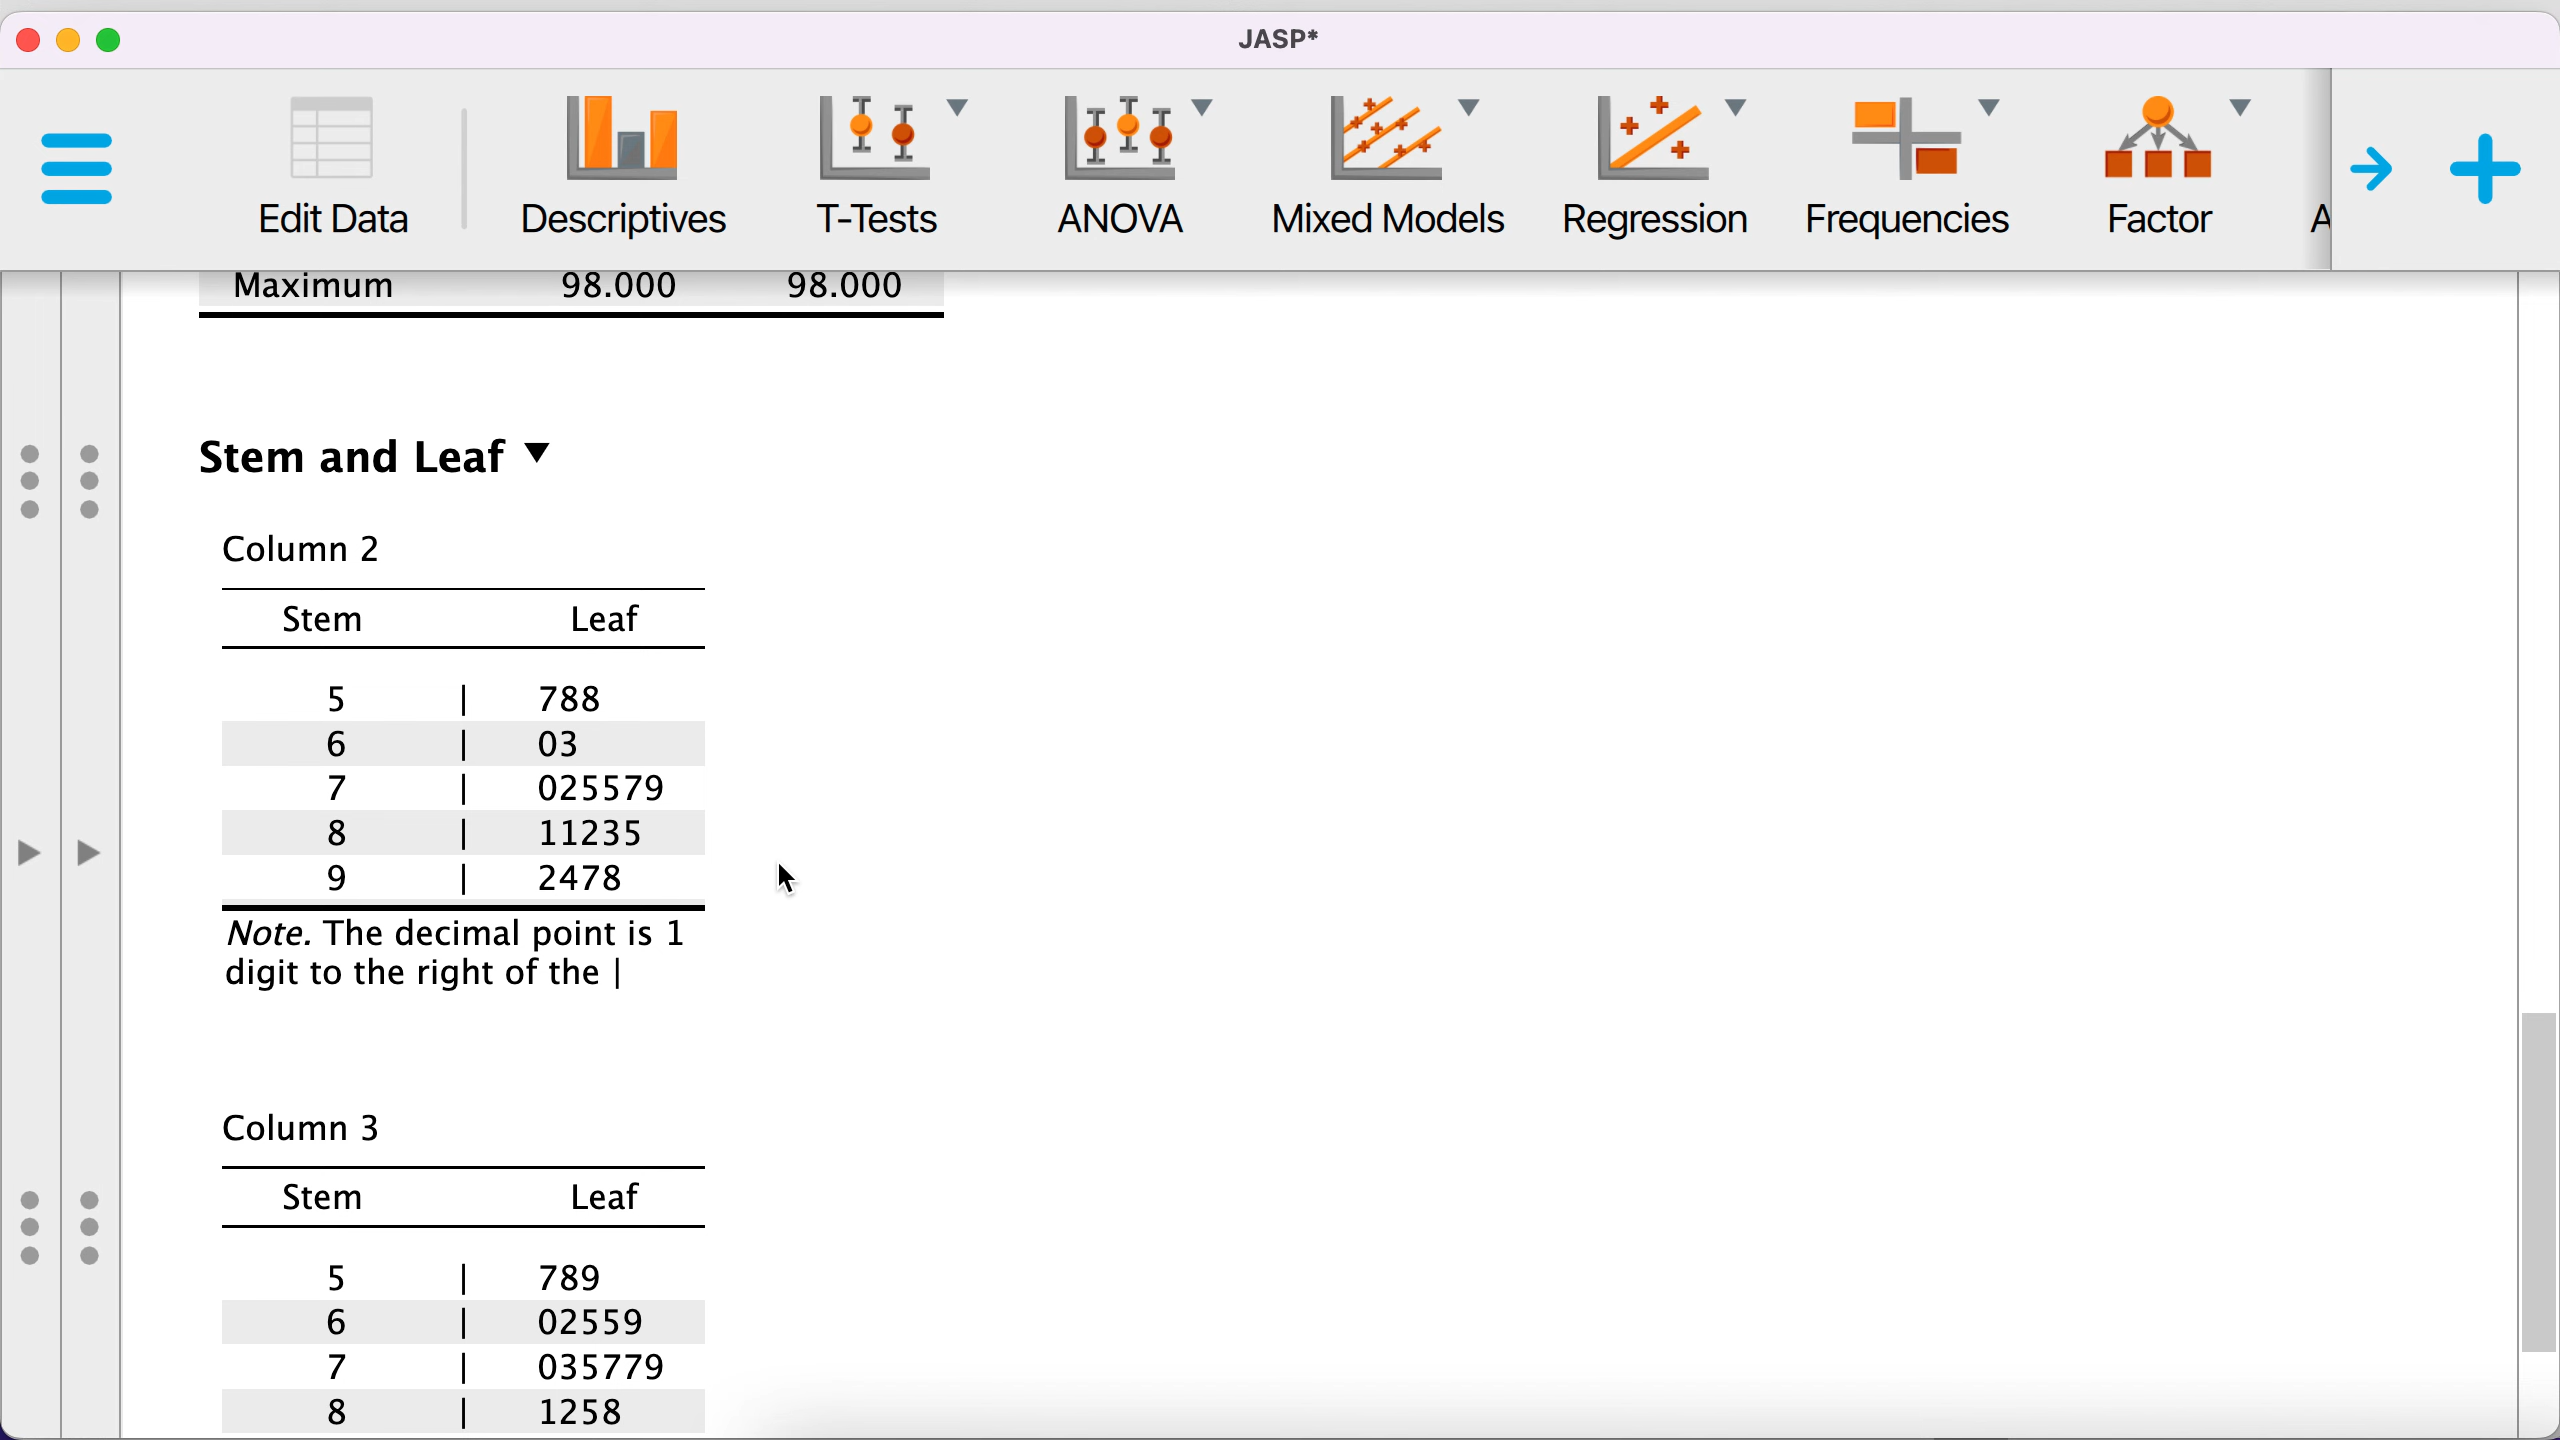 JASP*
Edit Data Descriptives T-Tests ANOVA Mixed Models Regression Frequencies Factor A
Maximum 98.000 98.000
Stem and Leaf ▼
Column 2
Stem Leaf
5 | 788
6 | 03
7 | 025579
8 | 11235
9 | 2478
Note. The decimal point is 1
digit to the right of the |
Column 3
Stem Leaf
5 | 789
6 | 02559
7 | 035779
8 | 1258